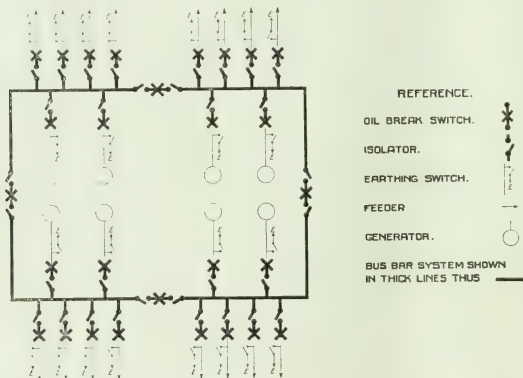 REFERENCE.
OIL BREAK SWITCH.
ISOLATOR.
EARTHING SWITCH.
FEEDER
GENERATOR.
BUS BAR SYSTEM SHOWN
IN THICK LINES THUS